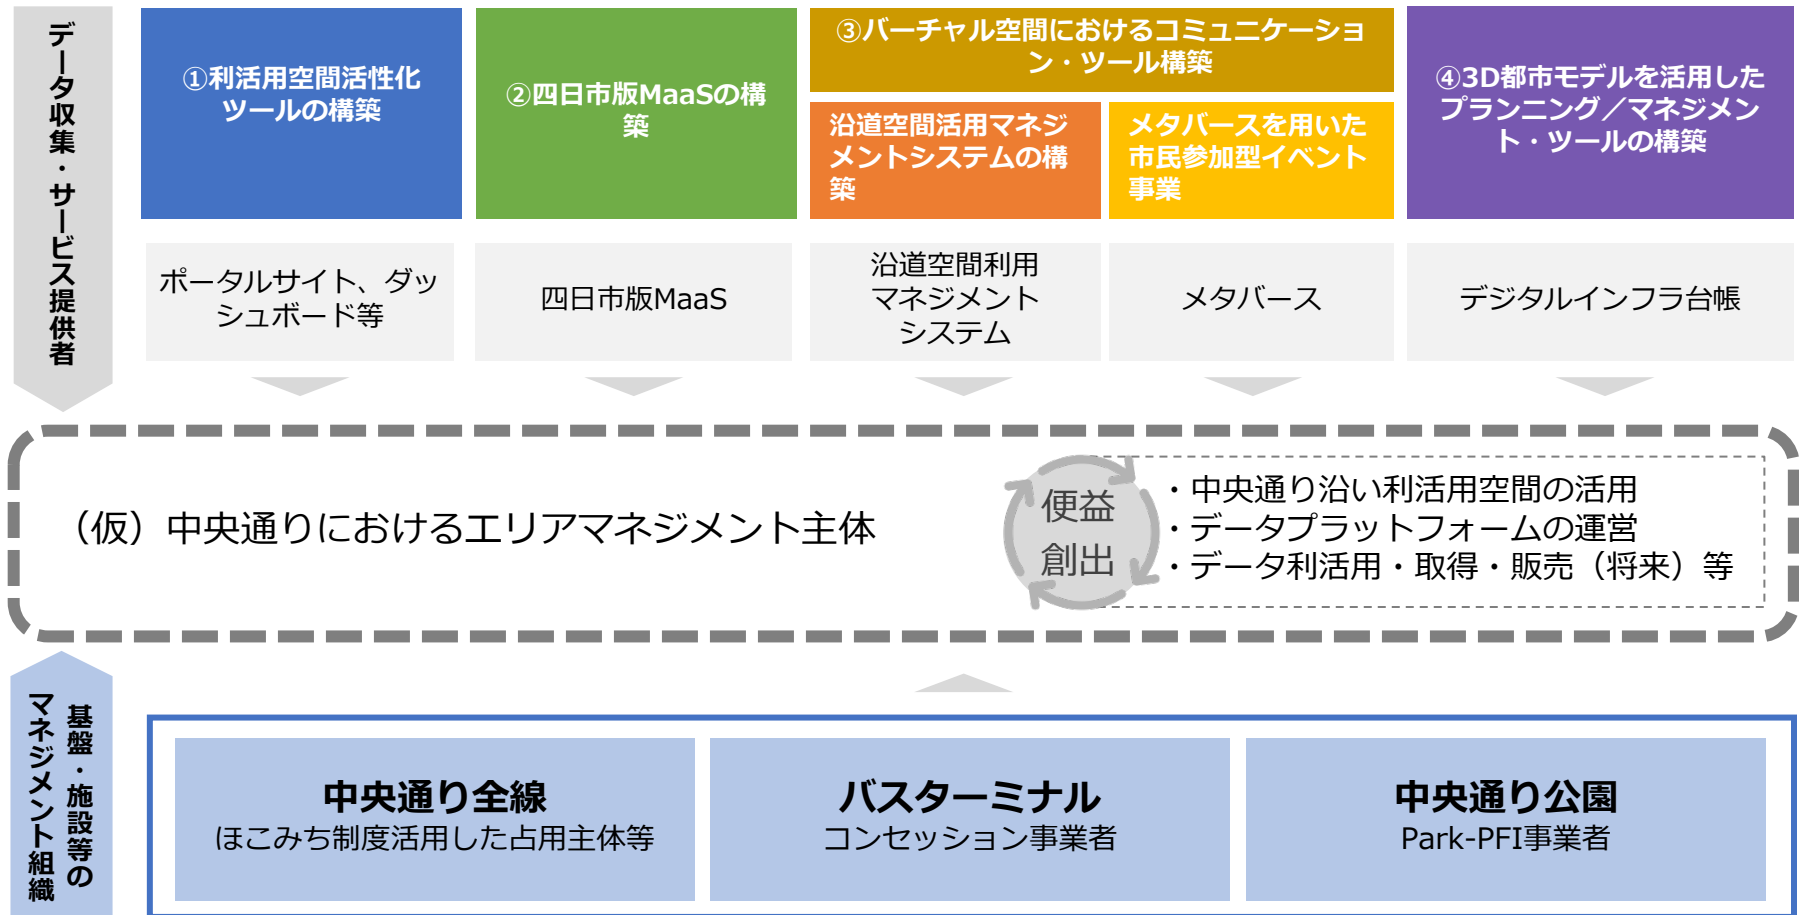 データ収集・サービス提供者
①利活用空間活性化
ツールの構築
②四日市版MaaSの構
築
③バーチャル空間におけるコミュニケーショ
ン・ツール構築
沿道空間活用マネジ
メントシステムの構
築
メタバースを用いた
市民参加型イベント
事業
④3D都市モデルを活用した
プランニング／マネジメン
ト・ツールの構築
ポータルサイト、ダッ
シュボード等
四日市版MaaS
沿道空間利用
マネジメント
システム
メタバース
デジタルインフラ台帳
（仮）中央通りにおけるエリアマネジメント主体
便益
創出
・中央通り沿い利活用空間の活用
・データプラットフォームの運営
・データ利活用・取得・販売（将来）等
基盤・施設等の
マネジメント組織
中央通り全線
ほこみち制度活用した占用主体等
バスターミナル
コンセッション事業者
中央通り公園
Park-PFI事業者